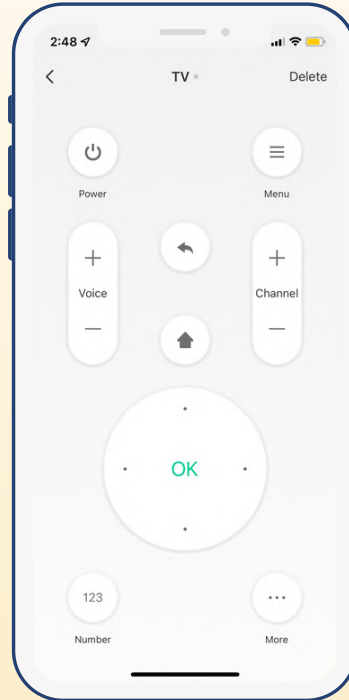 2:48
TV
Delete
Power
Menu
Voice
Channel
OK
123
Number
More